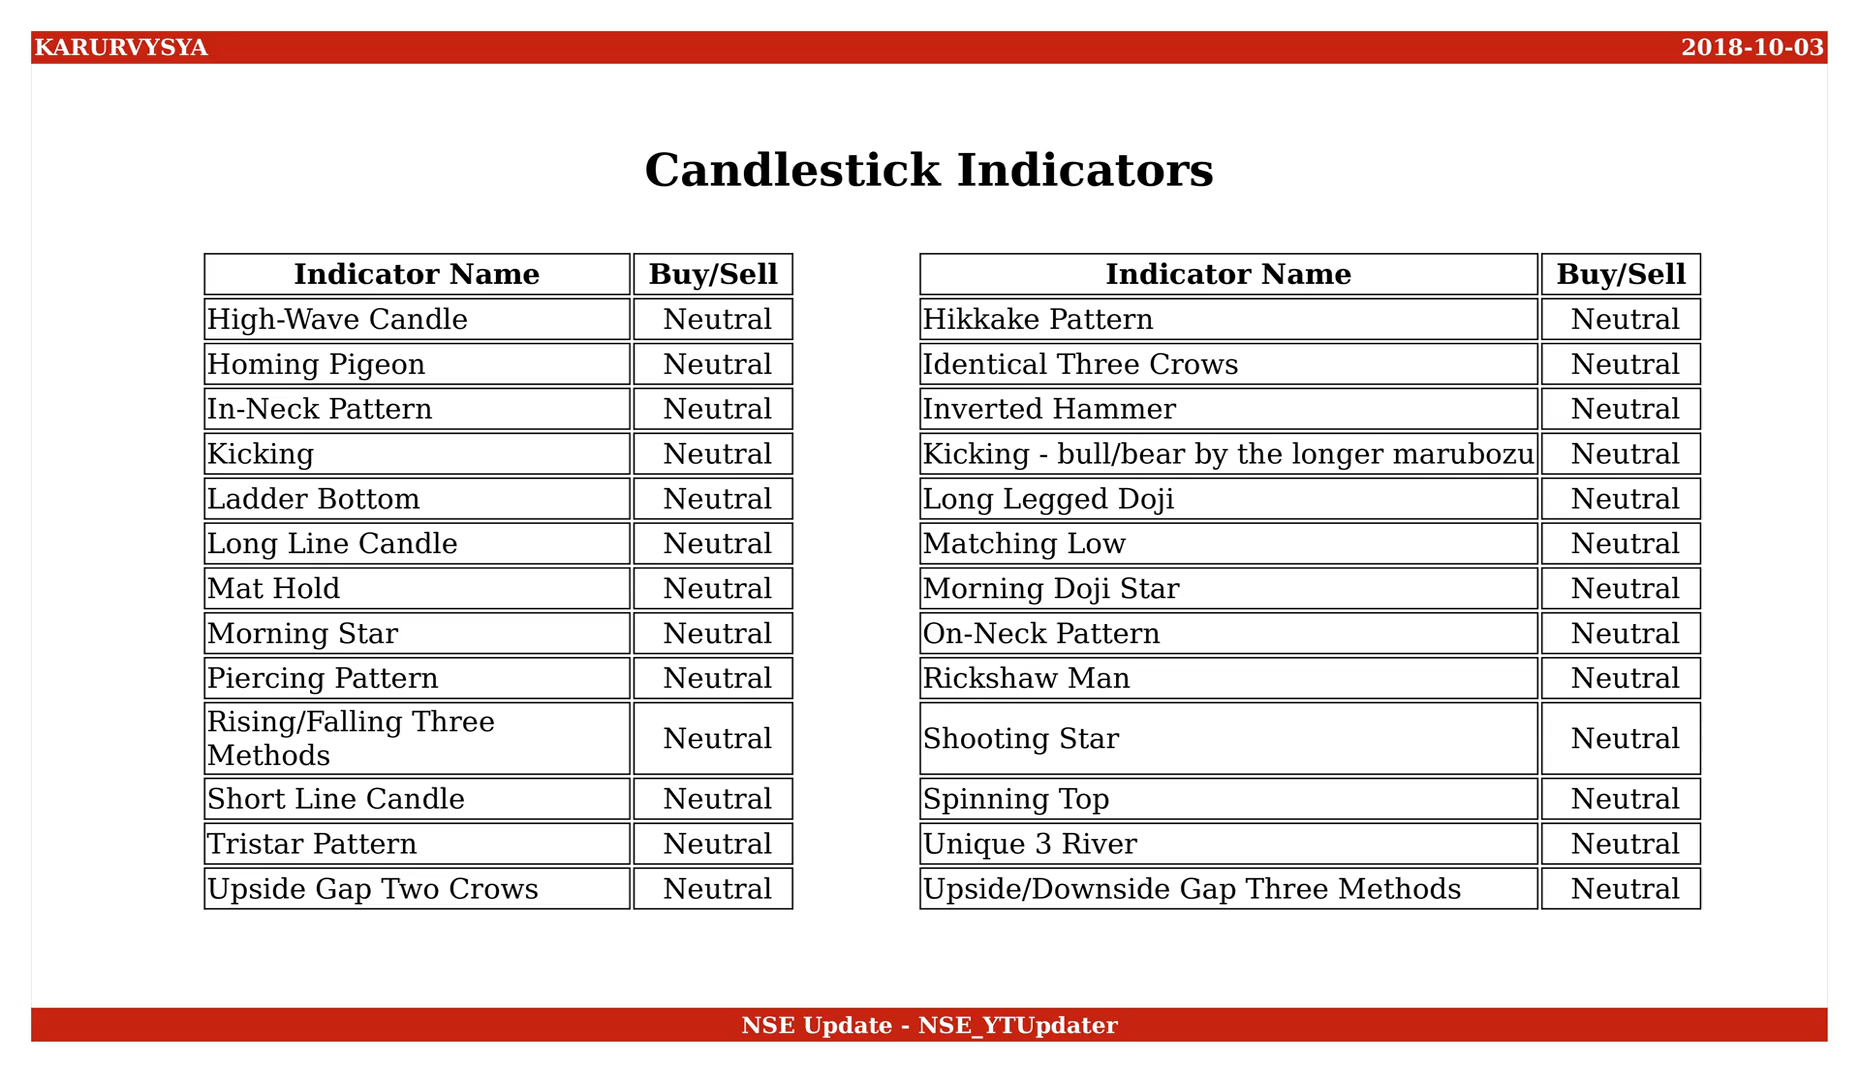 KARURVYSYA 2018-10-03
Candlestick Indicators
Indicator Name Buy/Sell
High-Wave Candle Neutral
Homing Pigeon Neutral
In-Neck Pattern Neutral
Kicking Neutral
Ladder Bottom Neutral
Long Line Candle Neutral
Mat Hold Neutral
Morning Star Neutral
Piercing Pattern Neutral
Rising/Falling Three
Methods Neutral
Short Line Candle Neutral
Tristar Pattern Neutral
Upside Gap Two Crows Neutral
Indicator Name Buy/Sell
Hikkake Pattern Neutral
Identical Three Crows Neutral
Inverted Hammer Neutral
Kicking - bull/bear by the longer marubozu Neutral
Long Legged Doji Neutral
Matching Low Neutral
Morning Doji Star Neutral
On-Neck Pattern Neutral
Rickshaw Man Neutral
Shooting Star Neutral
Spinning Top Neutral
Unique 3 River Neutral
Upside/Downside Gap Three Methods Neutral
NSE Update - NSE_YTUpdater